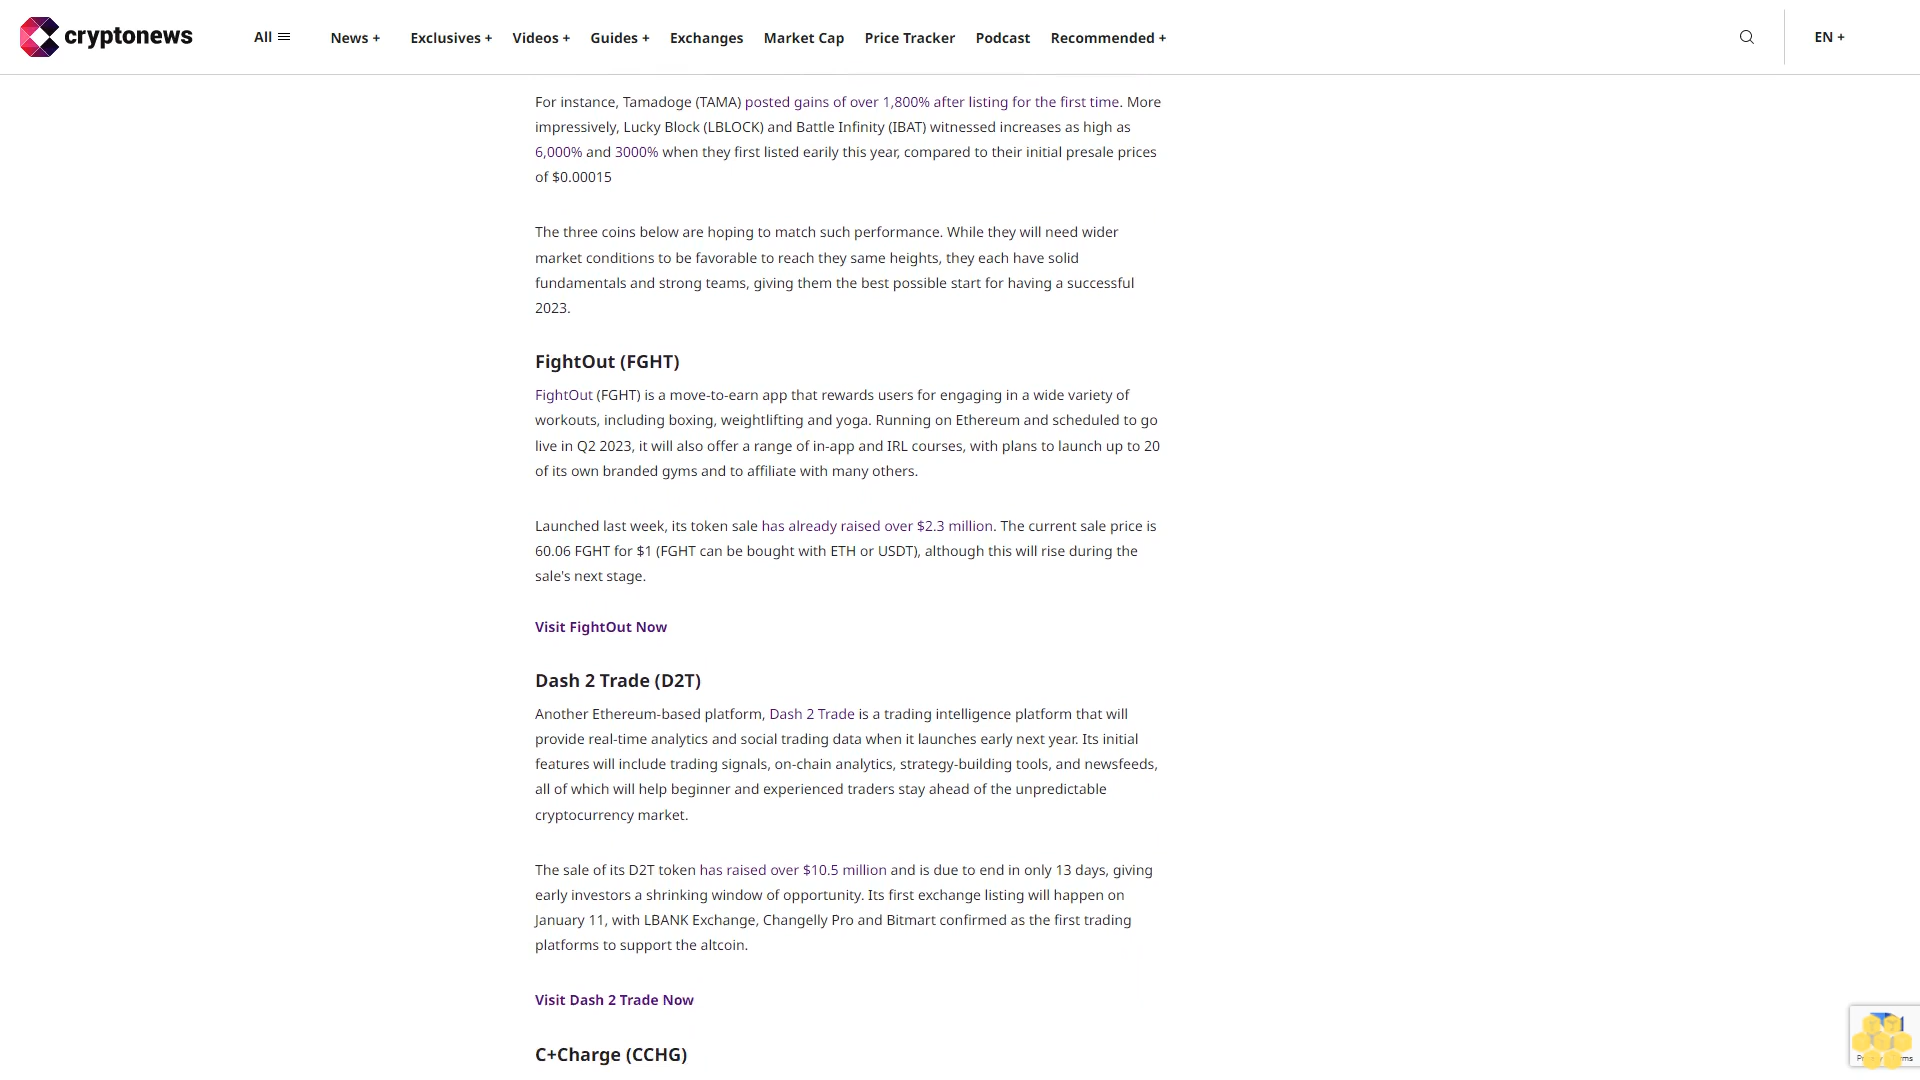 cryptonews
All
News +
Exclusives +
Videos +
Guides +
Exchanges
Market Cap
Price Tracker
Podcast
Recommended +
EN +
For instance, Tamadoge (TAMA) posted gains of over 1,800% after listing for the first time. More
impressively, Lucky Block (LBLOCK) and Battle Infinity (IBAT) witnessed increases as high as
6,000% and 3000% when they first listed earily this year, compared to their initial presale prices
of $0.00015
The three coins below are hoping to match such performance. While they will need wider
market conditions to be favorable to reach they same heights, they each have solid
fundamentals and strong teams, giving them the best possible start for having a successful
2023.
FightOut (FGHT)
FightOut (FGHT) is a move-to-earn app that rewards users for engaging in a wide variety of
workouts, including boxing, weightlifting and yoga. Running on Ethereum and scheduled to go
live in Q2 2023, it will also offer a range of in-app and IRL courses, with plans to launch up to 20
of its own branded gyms and to affiliate with many others.
Launched last week, its token sale has already raised over $2.3 million. The current sale price is
60.06 FGHT for $1 (FGHT can be bought with ETH or USDT), although this will rise during the
sale's next stage.
Visit FightOut Now
Dash 2 Trade (D2T)
Another Ethereum-based platform, Dash 2 Trade is a trading intelligence platform that will
provide real-time analytics and social trading data when it launches early next year. Its initial
features will include trading signals, on-chain analytics, strategy-building tools, and newsfeeds,
all of which will help beginner and experienced traders stay ahead of the unpredictable
cryptocurrency market.
The sale of its D2T token has raised over $10.5 million and is due to end in only 13 days, giving
early investors a shrinking window of opportunity. Its first exchange listing will happen on
January 11, with LBANK Exchange, Changelly Pro and Bitmart confirmed as the first trading
platforms to support the altcoin.
Visit Dash 2 Trade Now
C+Charge (CCHG)